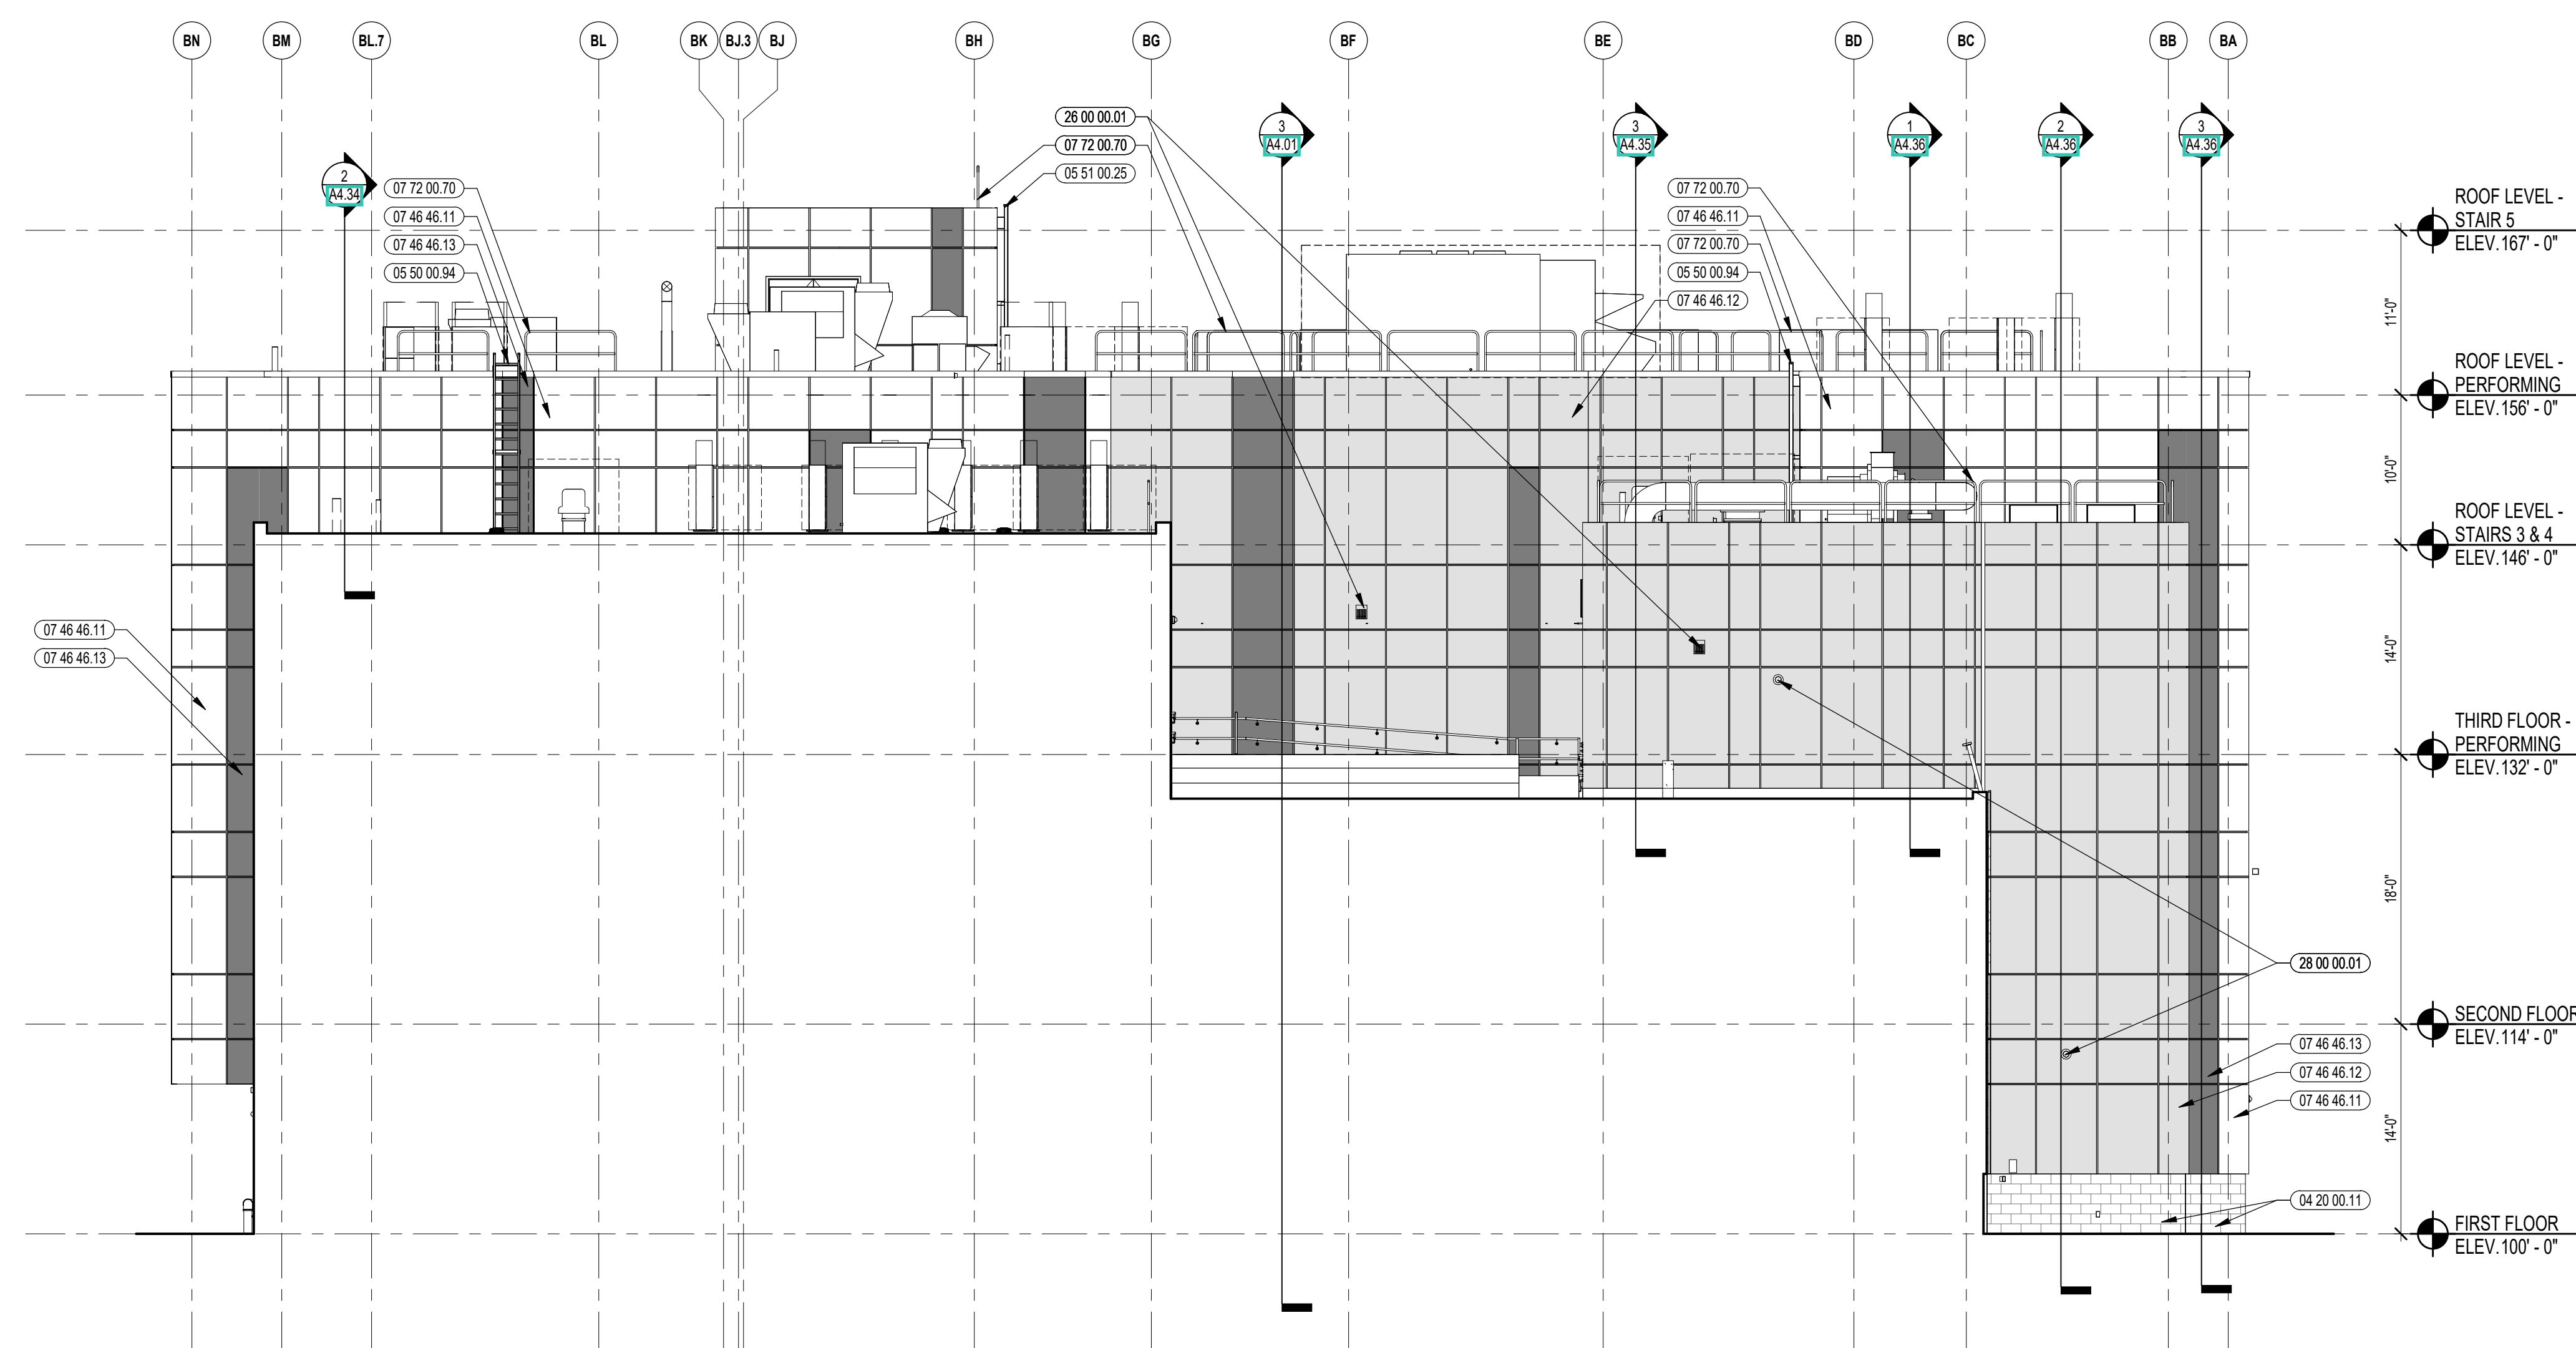 BN
BM
BL.7
BL
BK
BJ.3
BJ
BH
BG
BF
BE
BD
BC
BB
BA
2
A4.34
3
A4.01
3
A4.35
1
A4.36
2
A4.36
3
A4.36
07 72 00.70
07 46 46.11
07 46 46.13
05 50 00.94
26 00 00.01
07 72 00.70
05 51 00.25
07 72 00.70
07 46 46.11
07 72 00.70
05 50 00.94
07 46 46.12
07 46 46.11
07 46 46.13
28 00 00.01
07 46 46.13
07 46 46.12
07 46 46.11
04 20 00.11
ROOF LEVEL -
STAIR 5
ELEV.167' - 0"
11'-0"
ROOF LEVEL -
PERFORMING
ELEV.156' - 0"
10'-0"
ROOF LEVEL -
STAIRS 3 & 4
ELEV.146' - 0"
14'-0"
THIRD FLOOR -
PERFORMING
ELEV.132' - 0"
18'-0"
SECOND FLOOR
ELEV.114' - 0"
14'-0"
FIRST FLOOR
ELEV.100' - 0"